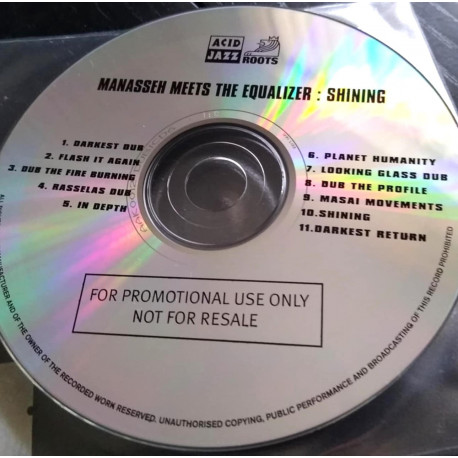 ACID JAZZ
ROOTS
MANASSEH MEETS THE EQUALIZER : SHINING
1. DARKEST DUB
2. FLASH IT AGAIN
3. DUB THE FIRE BURNING
4. RASSELAS DUB
5. IN DEPTH
6. PLANET HUMANITY
7. LOOKING GLASS DUB
8. DUB THE PROFILE
9. MASAI MOVEMENTS
10.SHINING
11.DARKEST RETURN
FOR PROMOTIONAL USE ONLY
NOT FOR RESALE
MANUFACTURER AND OF THE OWNER OF THE RECORDED WORK RESERVED. UNAUTHORISED COPYING, PUBLIC PERFORMANCE AND BROADCASTING OF THIS RECORD PROHIBITED